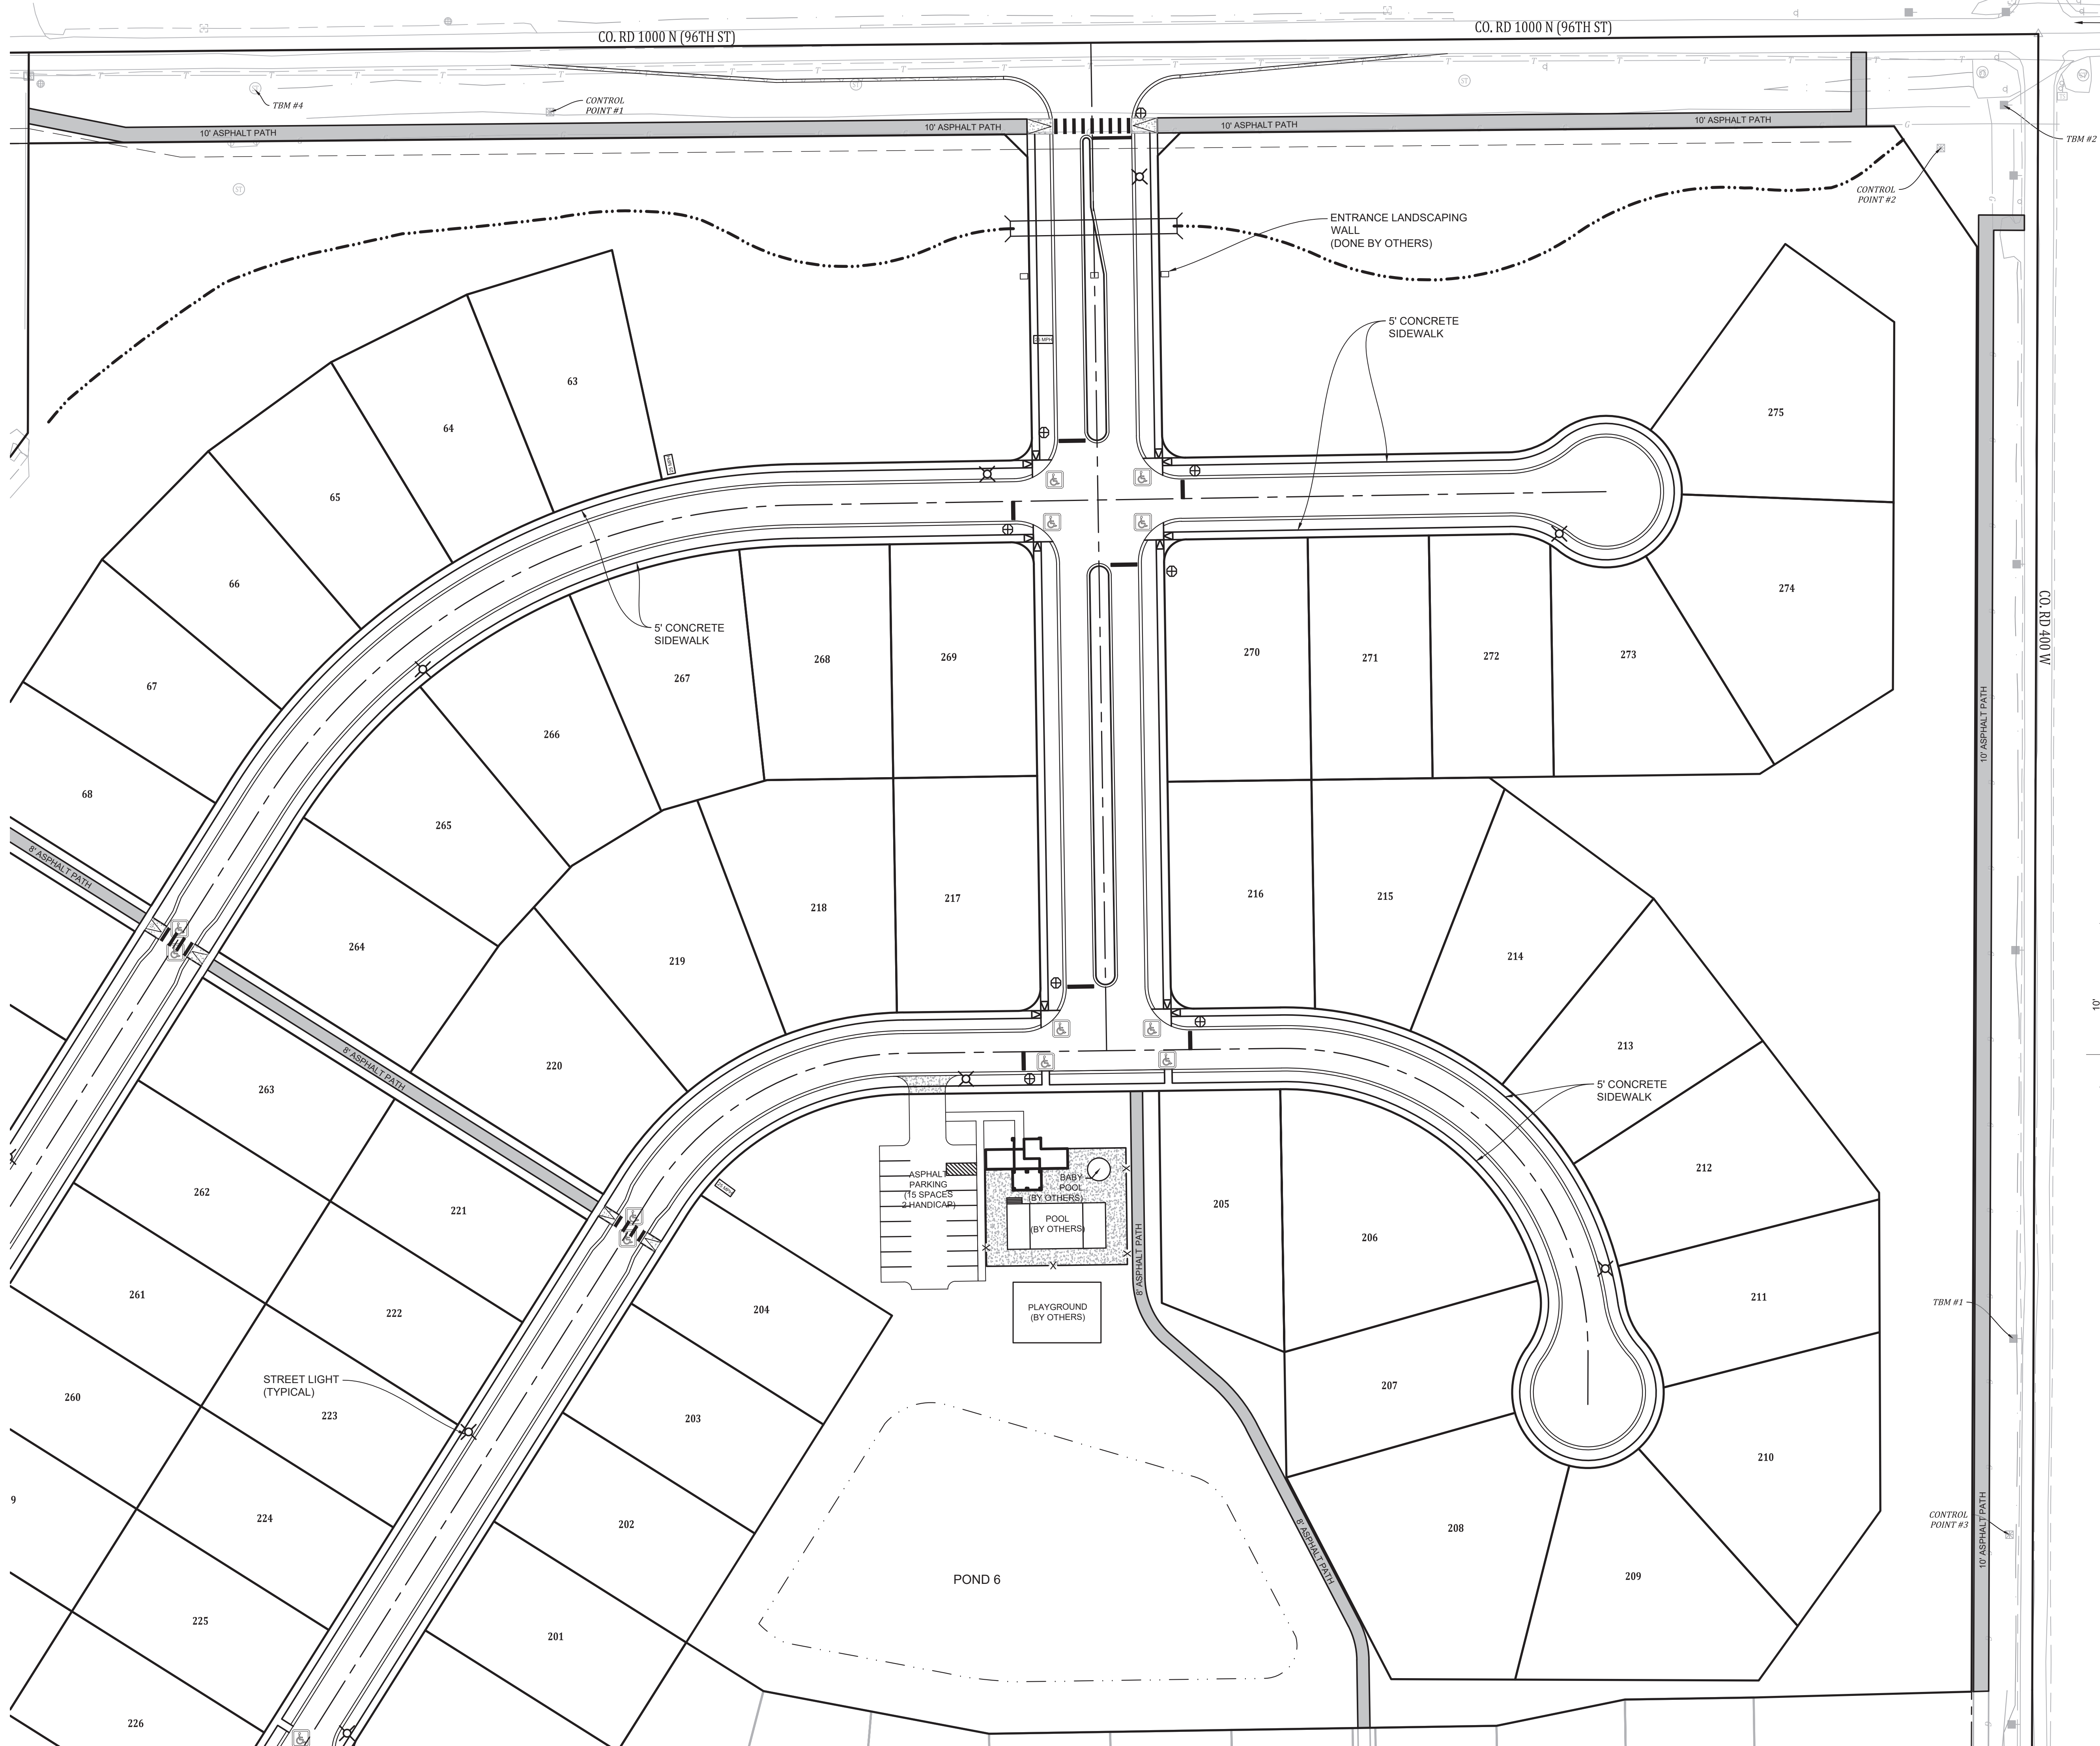 CO. RD 1000 N (96TH ST)
CO. RD 1000 N (96TH ST)
TBM #4
CONTROL
POINT #1
10' ASPHALT PATH
10' ASPHALT PATH
10' ASPHALT PATH
10' ASPHALT PATH
TBM #2
CONTROL
POINT #2
ENTRANCE LANDSCAPING
WALL
(DONE BY OTHERS)
5' CONCRETE
SIDEWALK
63
64
65
66
67
68
275
274
CO. RD 400 W
10' ASPHALT PATH
5' CONCRETE
SIDEWALK
265
266
267
268
269
270
271
272
273
8' ASPHALT PATH
264
220
219
218
217
216
215
214
213
212
10'
5' CONCRETE
SIDEWALK
8' ASPHALT PATH
263
262
261
260
9
221
222
223
224
225
226
STREET LIGHT
(TYPICAL)
ASPHALT
PARKING
(15 SPACES
2 HANDICAP)
BABY
POOL
(BY OTHERS)
POOL
(BY OTHERS)
PLAYGROUND
(BY OTHERS)
8' ASPHALT PATH
204
203
202
201
205
206
207
208
209
210
211
TBM #1
POND 6
8' ASPHALT PATH
CONTROL
POINT #3
10' ASPHALT PATH